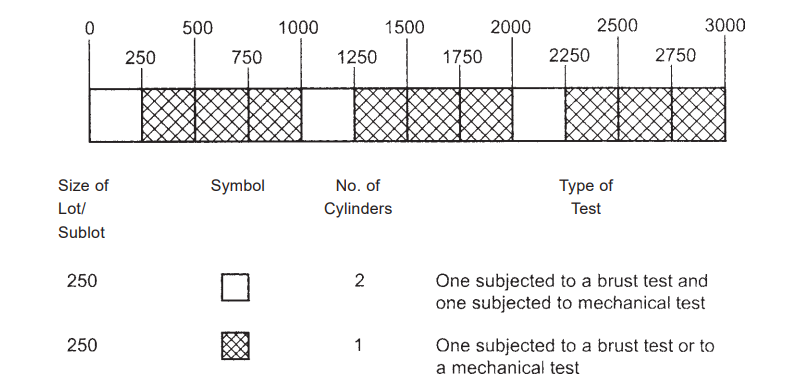 0 500 1000 1500 2000 2500 3000
250 750 1250 1750 2250 2750
Size of Lot/ Sublot
Symbol
No. of Cylinders
Type of Test
250
2
One subjected to a brust test and
one subjected to mechanical test
250
1
One subjected to a brust test or to
a mechanical test